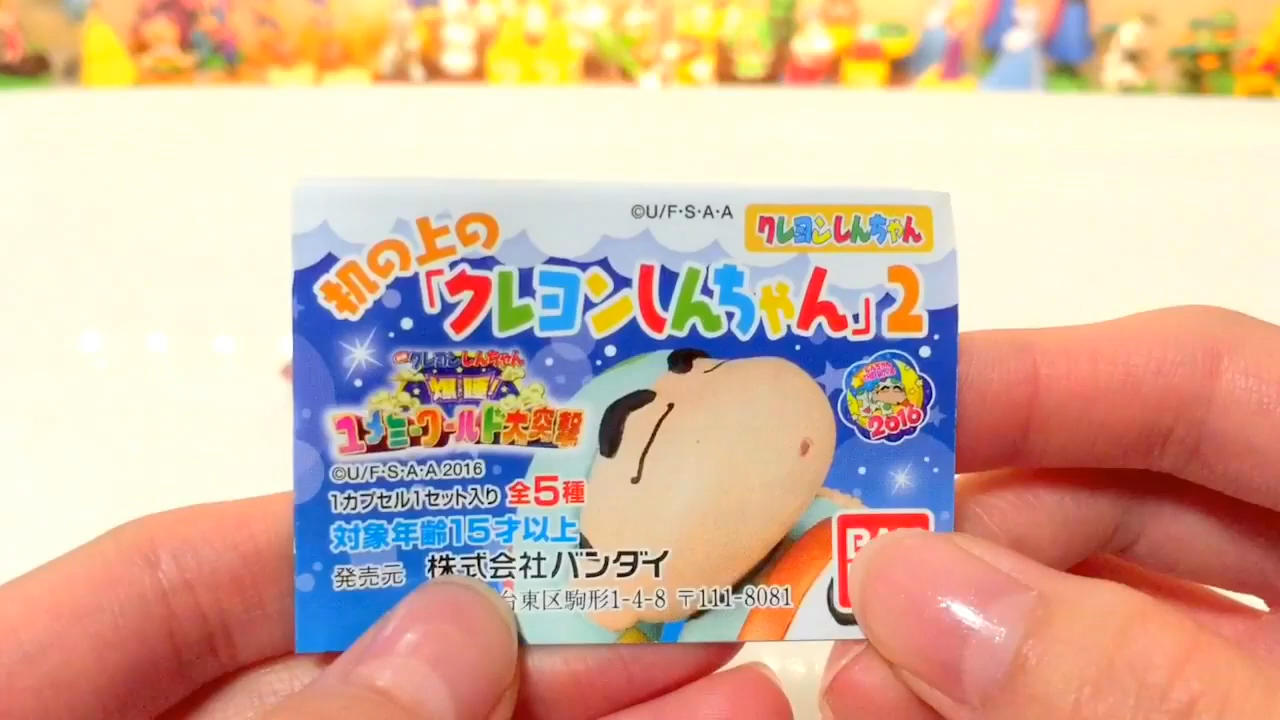 ©U/F・S・A・A
クレヨンしんちゃん
机の上の
「クレヨンしんちゃん」2
クレヨンしんちゃん
爆睡!
ユメミーワールド大突撃
2016
©U/F・S・A・A 2016
1カプセル1セット入り 全5種
対象年齢15才以上
発売元 株式会社バンダイ
台東区駒形1-4-8 〒111-8081